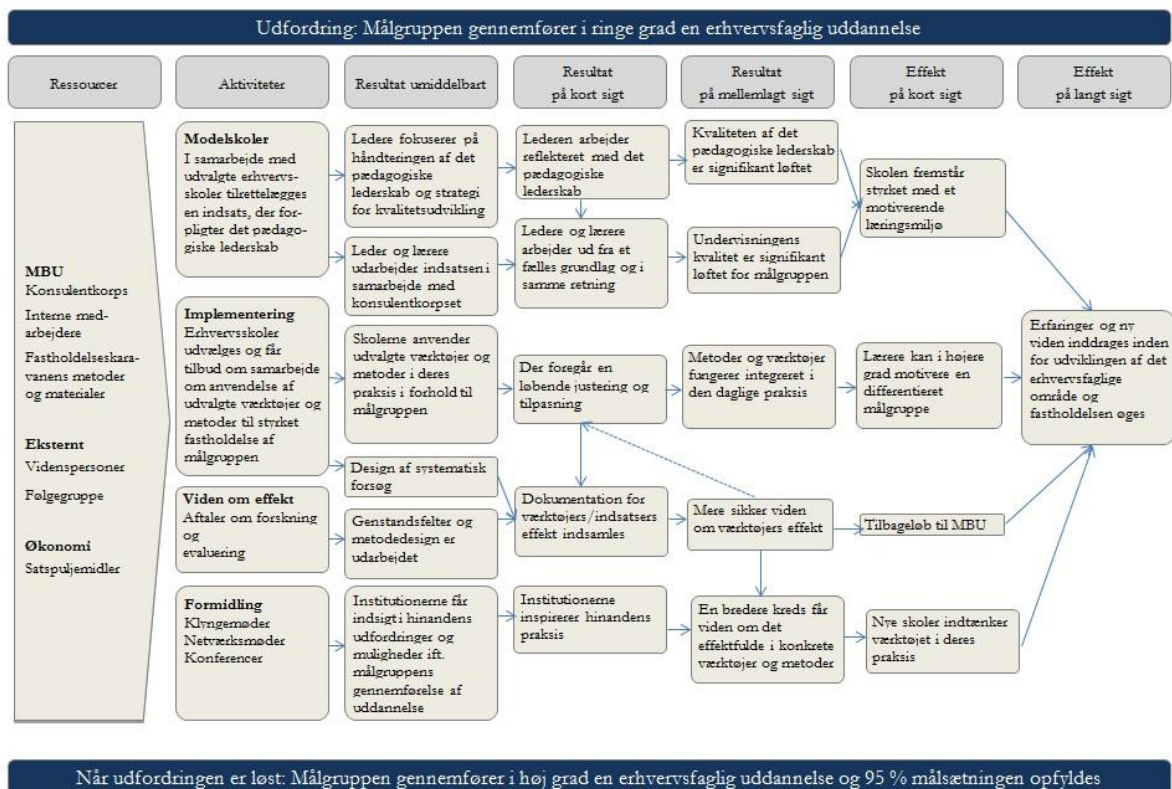 Udfordring: Målgruppen gennemfører i ringe grad en erhvervsfaglig uddannelse
Ressourcer
Aktiviteter
Resultat umiddelbart
Resultat
på kort sigt
Resultat
på mellemlagt sigt
Effekt
på kort sigt
Effekt
på langt sigt
MBU
Konsulentkorps
Interne med-
arbejdere
Fastholdelseskara-
vanens metoder
og materialer
Eksternt
Videnspersoner
Følgegruppe
Økonomi
Satspuljemidler
Modelskoler
I samarbejde med
udvalgte erhvervs-
skoler tilrettelægges
en indsats, der for-
pligter det pædago-
giske lederskab
Implementering
Erhvervsskoler
udvælges og får
tilbud om samarbejde
om anvendelse af
udvalgte værktøjer og
metoder til styrket
fastholdelse af
målgruppen
Viden om effekt
Aftaler om forskning
og
evaluering
Formidling
Klyngemøder
Netværksmøder
Konferencer
Ledere fokuserer på
håndteringen af det
pædagogiske
lederskab og strategi
for kvalitetsudvikling
Leder og lærere
udarbejder indsatsen i
samarbejde med
konsulentkorpset
Skolerne anvender
udvalgte værktøjer og
metoder i deres
praksis i forhold til
målgruppen
Design af systematisk
forsøg
Genstandsfelter og
metodedesign er
udarbejdet
Institutionerne får
indsigt i hinandens
udfordringer og
muligheder ift.
målgruppens
gennemførelse af
uddannelse
Lederen arbejder
reflekteret med det
pædagogiske
lederskab
Ledere og lærere
arbejder ud fra et
fælles grundlag og i
samme retning
Der foregår en
løbende justering og
tilpasning
Dokumentation for
værktøjers/indsatsers
effekt indsamles
Institutionerne
inspirerer hinandens
praksis
Kvaliteten af det
pædagogiske lederskab
er signifikant løftet
Undervisningens
kvalitet er signifikant
løftet for målgruppen
Metoder og værktøjer
fungerer integreret i
den daglige praksis
Mere sikker viden
om værktøjers effekt
En bredere kreds får
viden om det
effektfulde i konkrete
værktøjer og metoder
Skolen fremstår
styrket med et
motiverende
læringsmiljø
Lærere kan i højere
grad motivere en
differentieret
målgruppe
Tilbageløb til MBU
Nye skoler indtænker
værktøjet i deres
praksis
Erfaringer og ny
viden inddrages inden
for udviklingen af det
erhvervsfaglige
område og
fastholdelsen øges
Når udfordringen er løst: Målgruppen gennemfører i høj grad en erhvervsfaglig uddannelse og 95 % målsætningen opfyldes